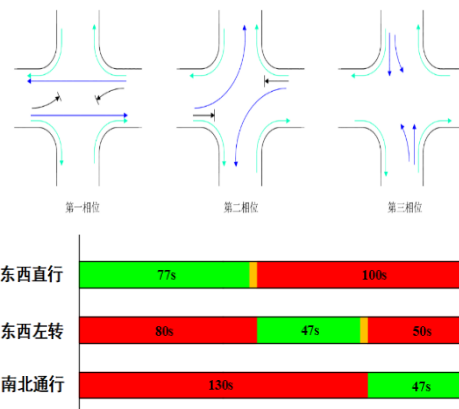 第一相位 第二相位 第三相位
东西直行 77s 100s
东西左转 80s 47s 50s
南北通行 130s 47s